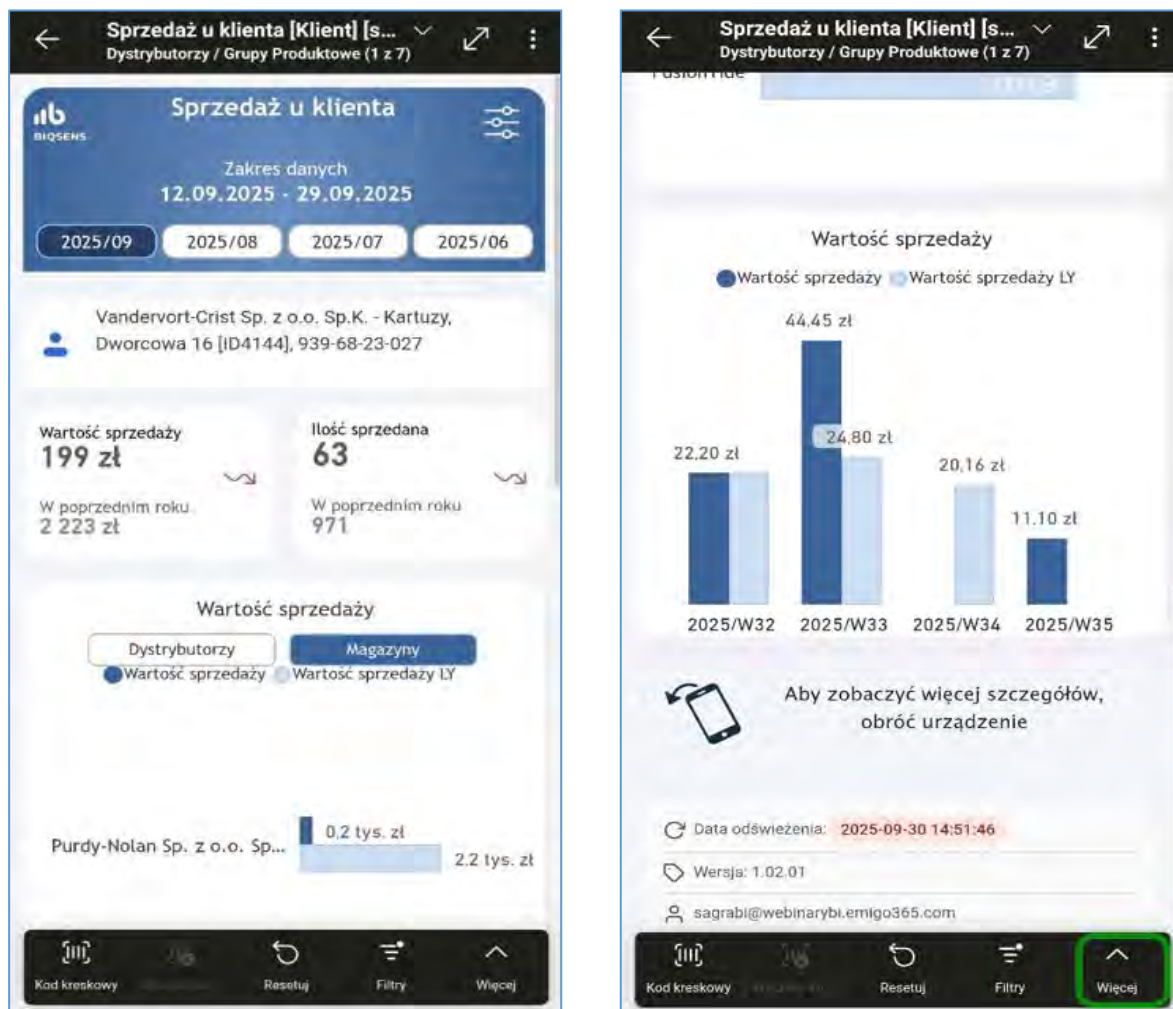 Sprzedaż u klienta [Klient] [s...
Dystrybutorzy / Grupy Produktowe (1 z 7)
BIQSENS
Sprzedaż u klienta
Zakres danych
12.09.2025 - 29.09.2025
2025/09 2025/08 2025/07 2025/06
Vandervort-Crist Sp. z o.o. Sp.K. - Kartuzy,
Dworcowa 16 [ID4144], 939-68-23-027
Wartość sprzedaży
199 zł
W poprzednim roku
2 223 zł
Ilość sprzedana
63
W poprzednim roku
971
Wartość sprzedaży
Dystrybutorzy Magazyny
Wartość sprzedaży Wartość sprzedaży LY
Purdy-Nolan Sp. z o.o. Sp...
0,2 tys. zł
2.2 tys. zł
Kod kreskowy Resetuj Filtry Więcej
Sprzedaż u klienta [Klient] [s...
Dystrybutorzy / Grupy Produktowe (1 z 7)
Wartość sprzedaży
Wartość sprzedaży Wartość sprzedaży LY
44,45 zł
24,80 zł
22,20 zł
20,16 zł
11,10 zł
2025/W32 2025/W33 2025/W34 2025/W35
Aby zobaczyć więcej szczegółów,
obróć urządzenie
Data odświeżenia: 2025-09-30 14:51:46
Wersja: 1.02.01
sagrabi@webinarybi.emigo365.com
Kod kreskowy Resetuj Filtry Więcej